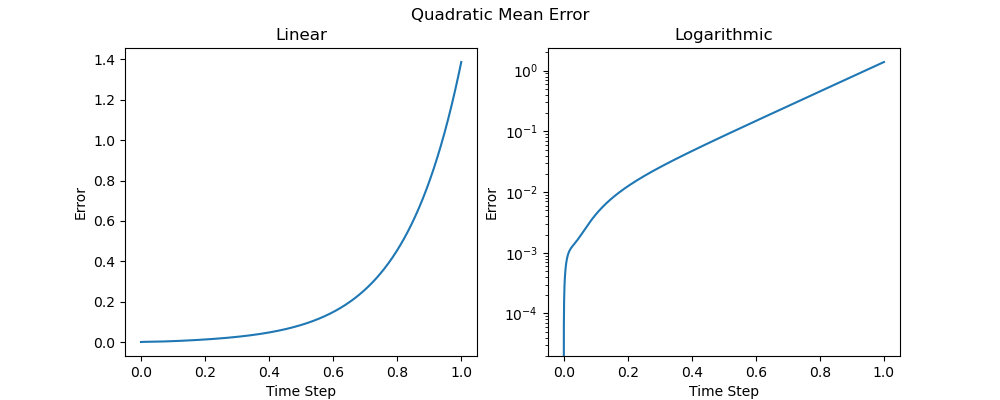 Quadratic Mean Error
Linear
1.4
1.2
1.0
0.8
0.6
0.4
0.2
0.0
Error
0.0 0.2 0.4 0.6 0.8 1.0
Time Step
Logarithmic
10⁰
10⁻¹
10⁻²
10⁻³
10⁻⁴
Error
0.0 0.2 0.4 0.6 0.8 1.0
Time Step